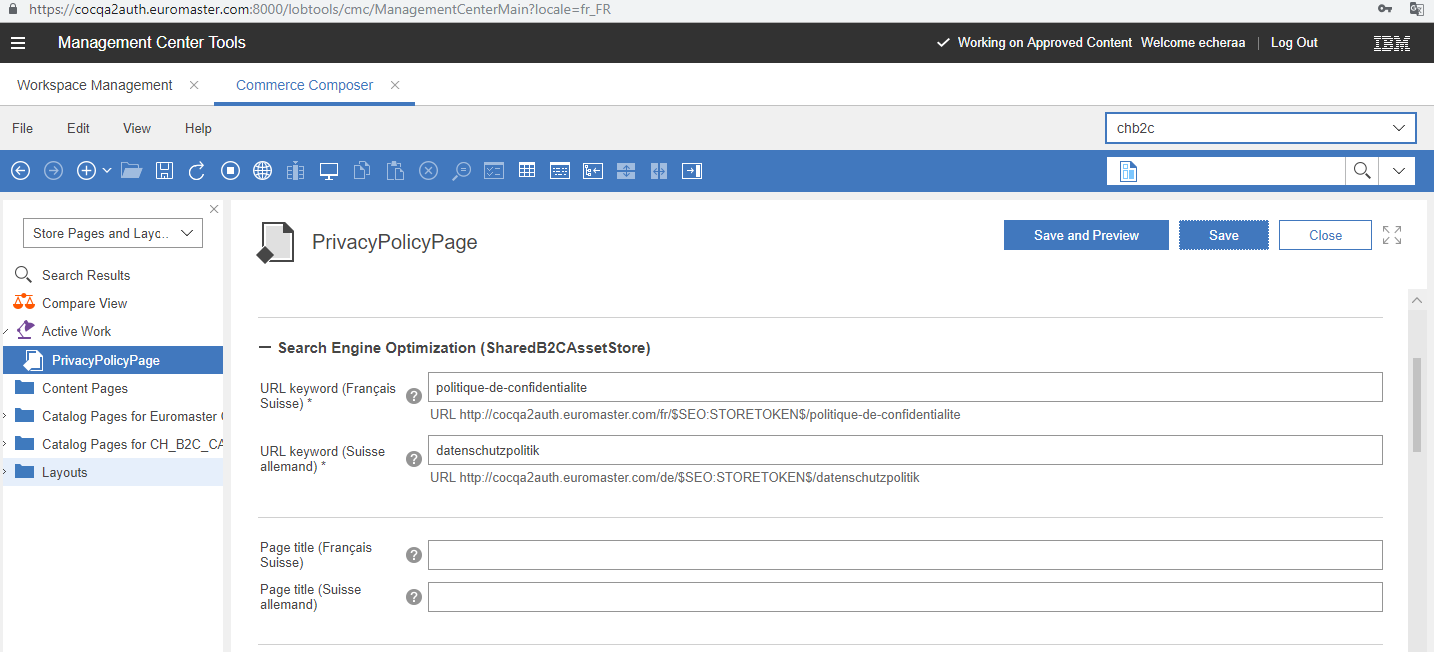 https://cocqa2auth.euromaster.com:8000/lobtools/cmc/ManagementCenterMain?locale=fr_FR
Management Center Tools
Working on Approved Content Welcome echeraa | Log Out IBM
Workspace Management
Commerce Composer
File Edit View Help
chb2c
Store Pages and Layc..
Search Results
Compare View
Active Work
PrivacyPolicyPage
Content Pages
Catalog Pages for Euromaster
Catalog Pages for CH_B2C_CA
Layouts
PrivacyPolicyPage
Save and Preview
Save
Close
Search Engine Optimization (SharedB2CAssetStore)
URL keyword (Français
Suisse) *
?
politique-de-confidentialite
URL http://cocqa2auth.euromaster.com/fr/$SEO:STORETOKEN$/politique-de-confidentialite
URL keyword (Suisse
allemand) *
?
datenschutzpolitik
URL http://cocqa2auth.euromaster.com/de/$SEO:STORETOKEN$/datenschutzpolitik
Page title (Français
Suisse)
?
Page title (Suisse
allemand)
?